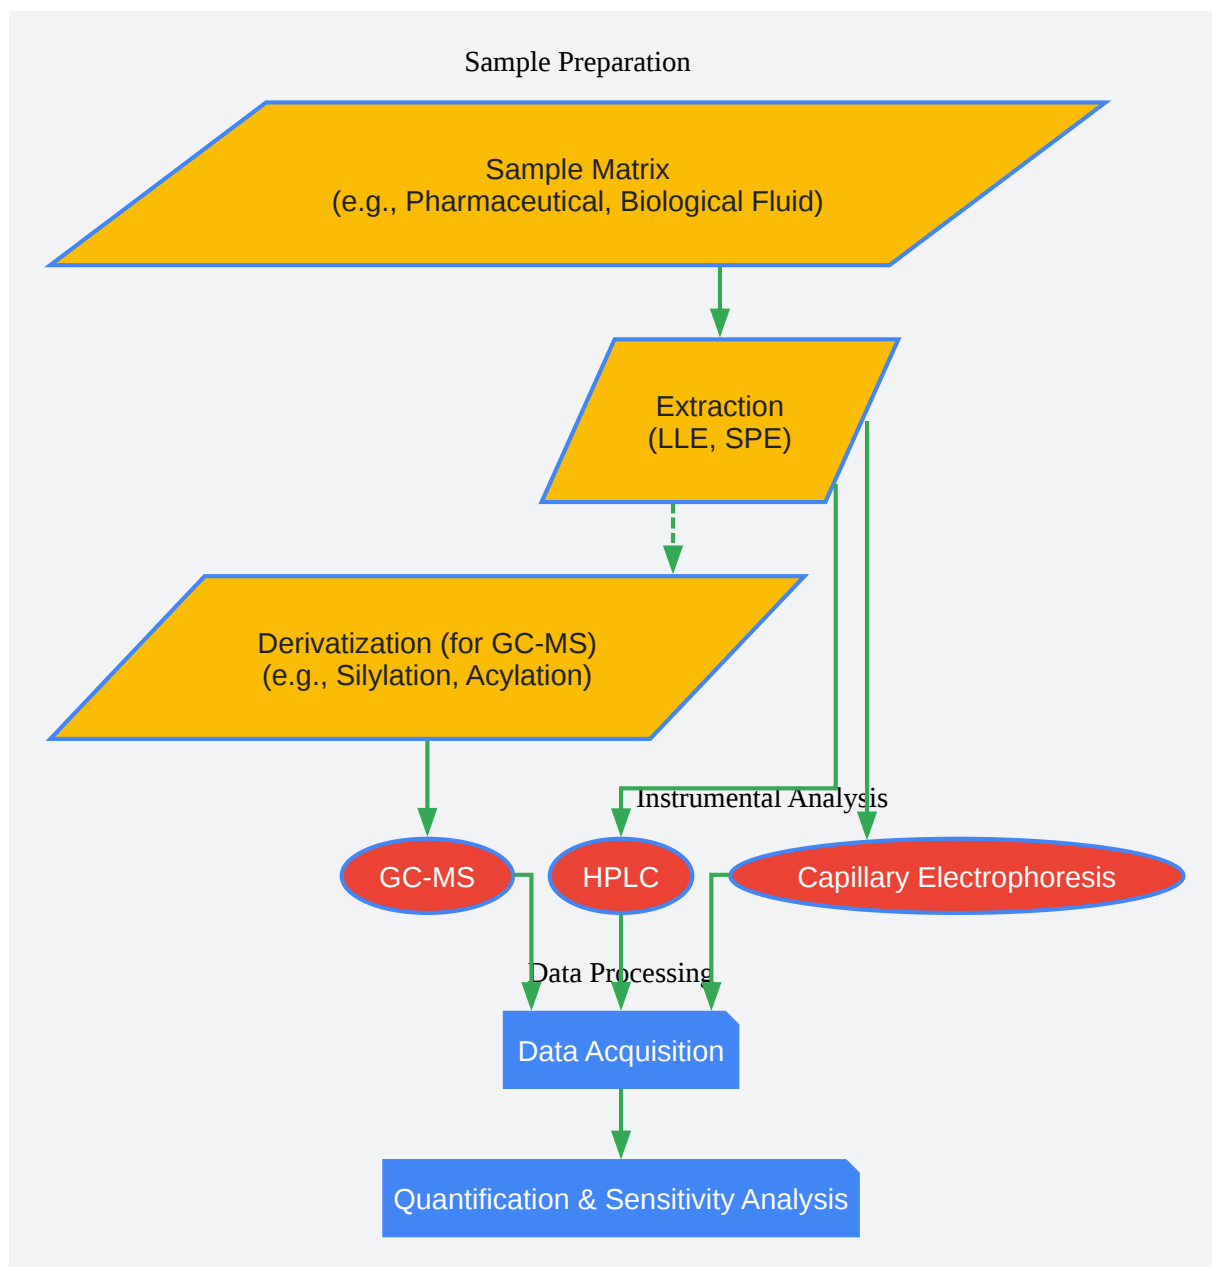 Sample Preparation
Sample Matrix
(e.g., Pharmaceutical, Biological Fluid)
Extraction
(LLE, SPE)
Derivatization (for GC-MS)
(e.g., Silylation, Acylation)
Instrumental Analysis
GC-MS
HPLC
Capillary Electrophoresis
Data Processing
Data Acquisition
Quantification & Sensitivity Analysis